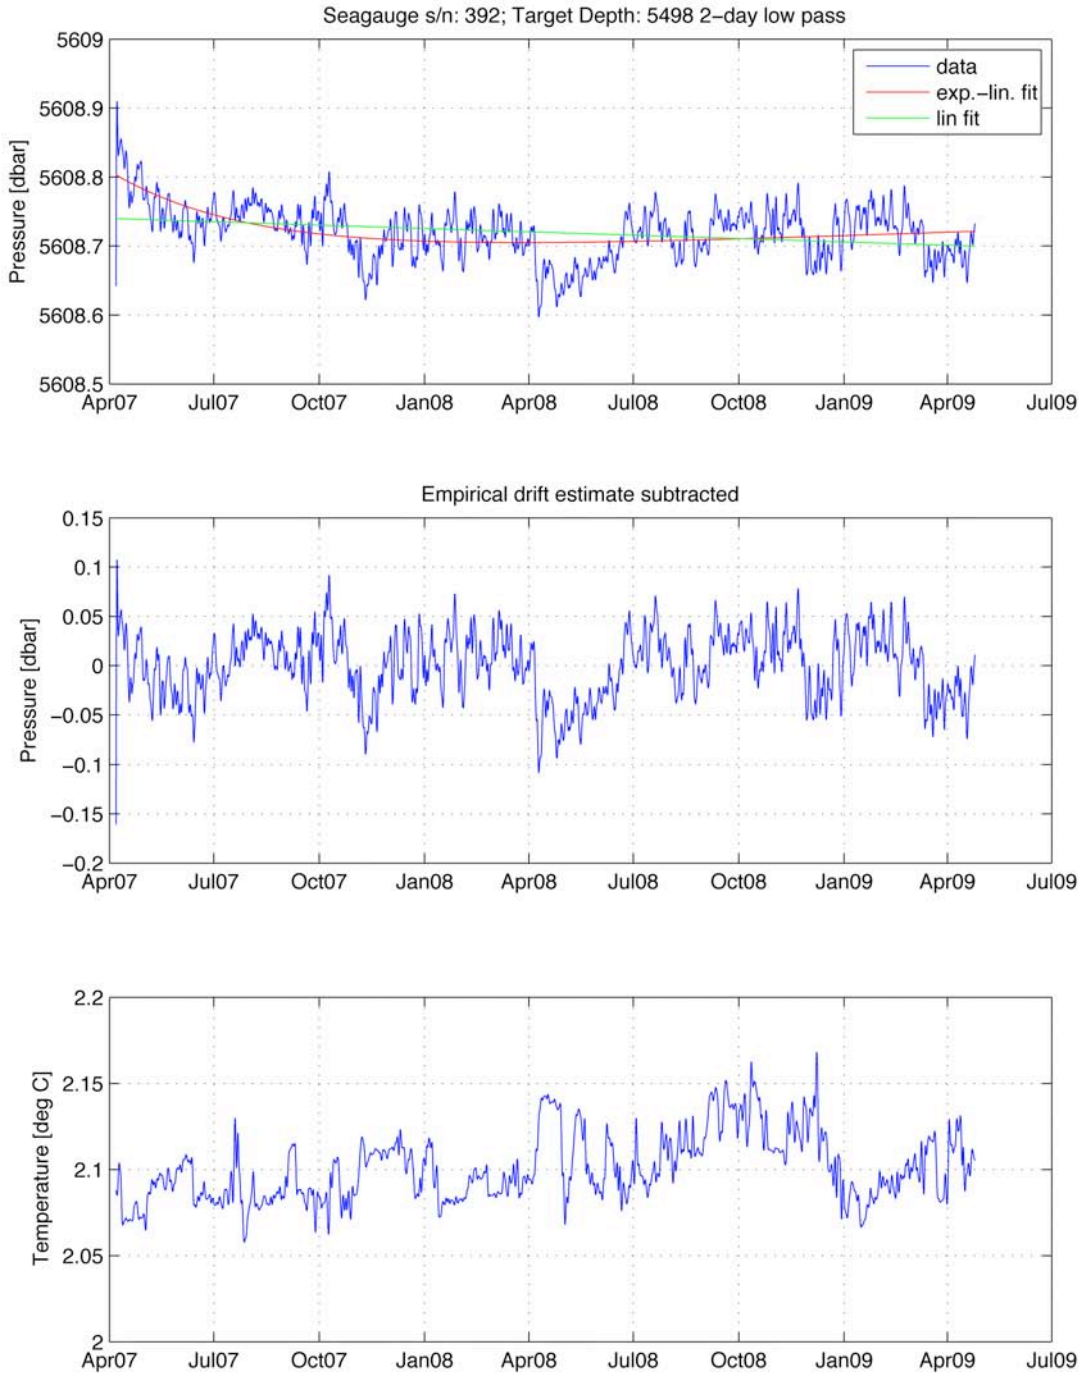 Seagauge s/n: 392; Target Depth: 5498 2−day low pass
5609
5608.9
5608.8
5608.7
5608.6
5608.5
Pressure [dbar]
data
exp.−lin. fit
lin fit
Apr07 Jul07 Oct07 Jan08 Apr08 Jul08 Oct08 Jan09 Apr09 Jul09
Empirical drift estimate subtracted
0.15
0.1
0.05
0
−0.05
−0.1
−0.15
−0.2
Pressure [dbar]
Apr07 Jul07 Oct07 Jan08 Apr08 Jul08 Oct08 Jan09 Apr09 Jul09
2.2
2.15
2.1
2.05
2
Temperature [deg C]
Apr07 Jul07 Oct07 Jan08 Apr08 Jul08 Oct08 Jan09 Apr09 Jul09